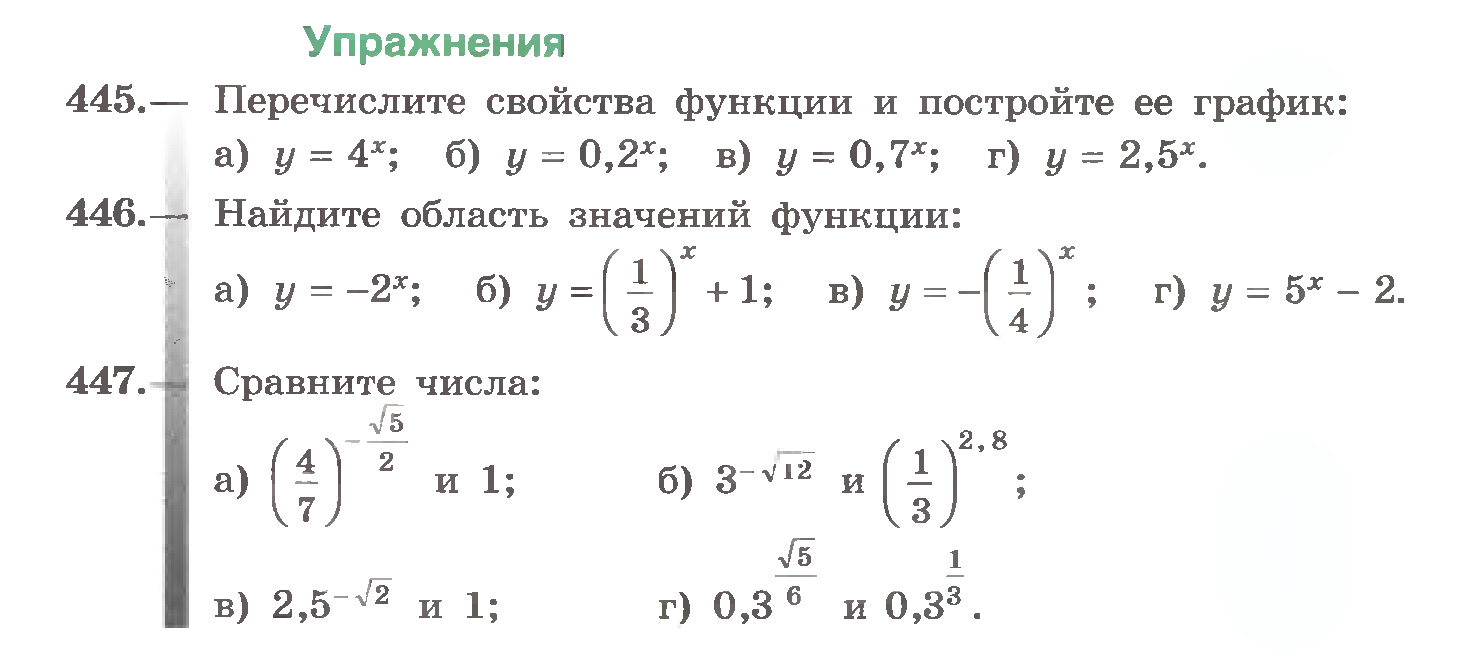 Упражнения
445.— Перечислите свойства функции и постройте ее график:
а) y = 4^x; б) y = 0,2^x; в) y = 0,7^x; г) y = 2,5^x.
446.— Найдите область значений функции:
а) y = –2^x; б) y = (1/3)^x + 1; в) y = –(1/4)^x; г) y = 5^x – 2.
447.— Сравните числа:
а) (4/7)^(–√5/2) и 1; б) 3^(–√12) и (1/3)^(2,8);
в) 2,5^(–√2) и 1; г) 0,3^(√5/6) и 0,3^(1/3).